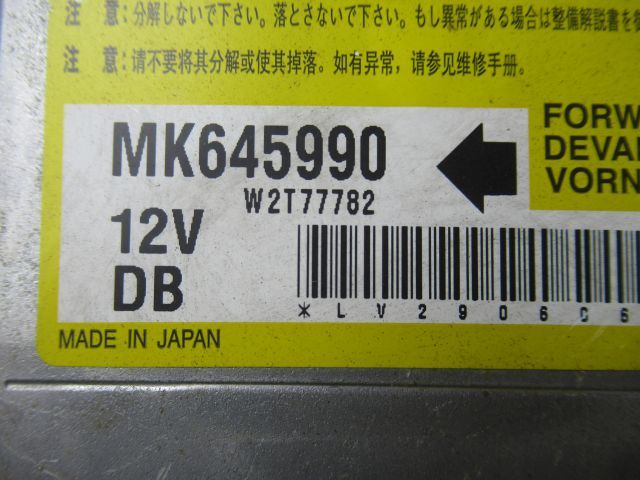 注 意:分解しないで下さい。落とさないで下さい。もし異常がある場合は整備解説書を
注 意:请不要将其分解或使其掉落。如有异常，请参见维修手册。
MK645990
W2T77782
12V
DB
FORW
DEVA
VORN
*LV2906C6
MADE IN JAPAN